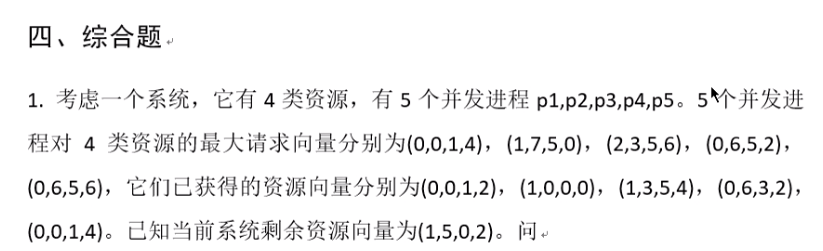 四、综合题
1. 考虑一个系统，它有 4 类资源，有 5 个并发进程 p1,p2,p3,p4,p5。5 个并发进
程对 4 类资源的最大请求向量分别为(0,0,1,4)，(1,7,5,0)，(2,3,5,6)，(0,6,5,2)，
(0,6,5,6)，它们已获得的资源向量分别为(0,0,1,2)，(1,0,0,0)，(1,3,5,4)，(0,6,3,2)，
(0,0,1,4)。已知当前系统剩余资源向量为(1,5,0,2)。问